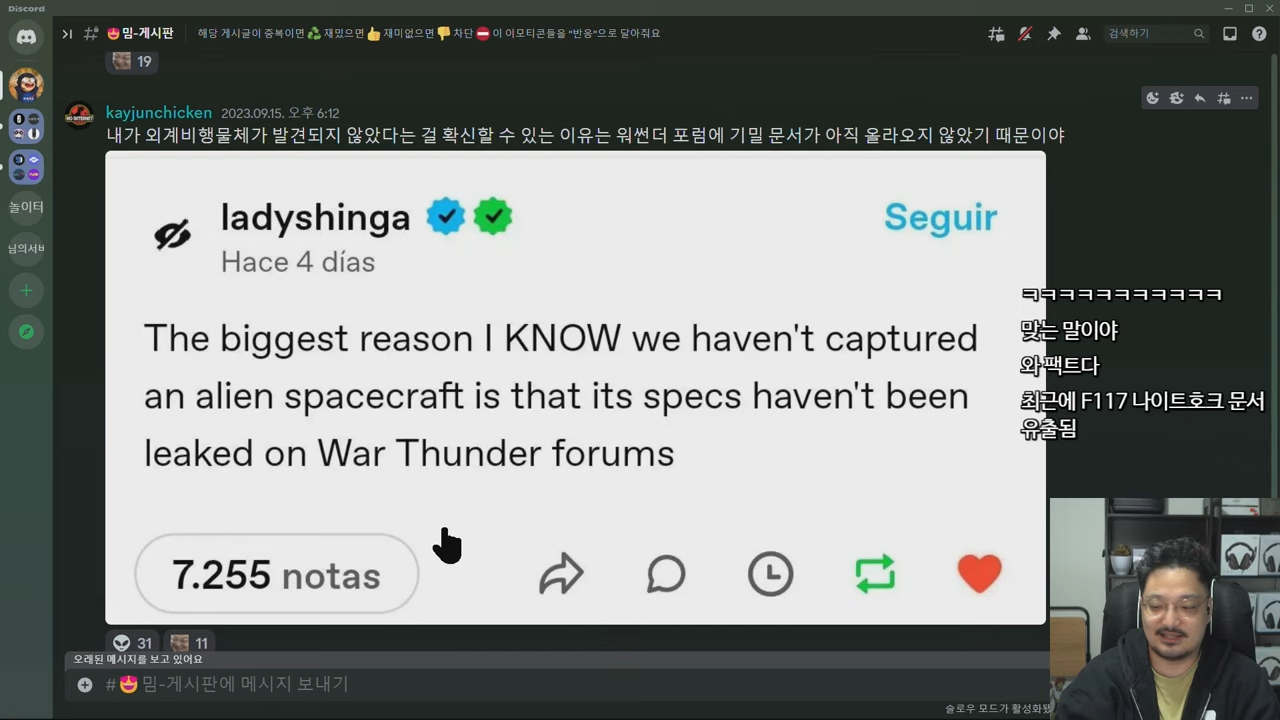 Discord
밈-게시판
해당 게시글이 중복이면♻️ 재밌으면👍 재미없으면👎 차단⛔ 이 이모티콘들을 "반응"으로 달아줘요
검색하기
19
kayjunchicken 2023.09.15. 오후 6:12
내가 외계비행물체가 발견되지 않았다는 걸 확신할 수 있는 이유는 워썬더 포럼에 기밀 문서가 아직 올라오지 않았기 때문이야
놀이터
님의서버
ladyshinga
Seguir
Hace 4 días
The biggest reason I KNOW we haven't captured
an alien spacecraft is that its specs haven't been
leaked on War Thunder forums
7.255 notas
ㅋㅋㅋㅋㅋㅋㅋㅋㅋㅋㅋ
맞는 말이야
와 팩트다
최근에 F117 나이트호크 문서
유출됨
31
11
오래된 메시지를 보고 있어요
#😍밈-게시판에 메시지 보내기
슬로우 모드가 활성화됐